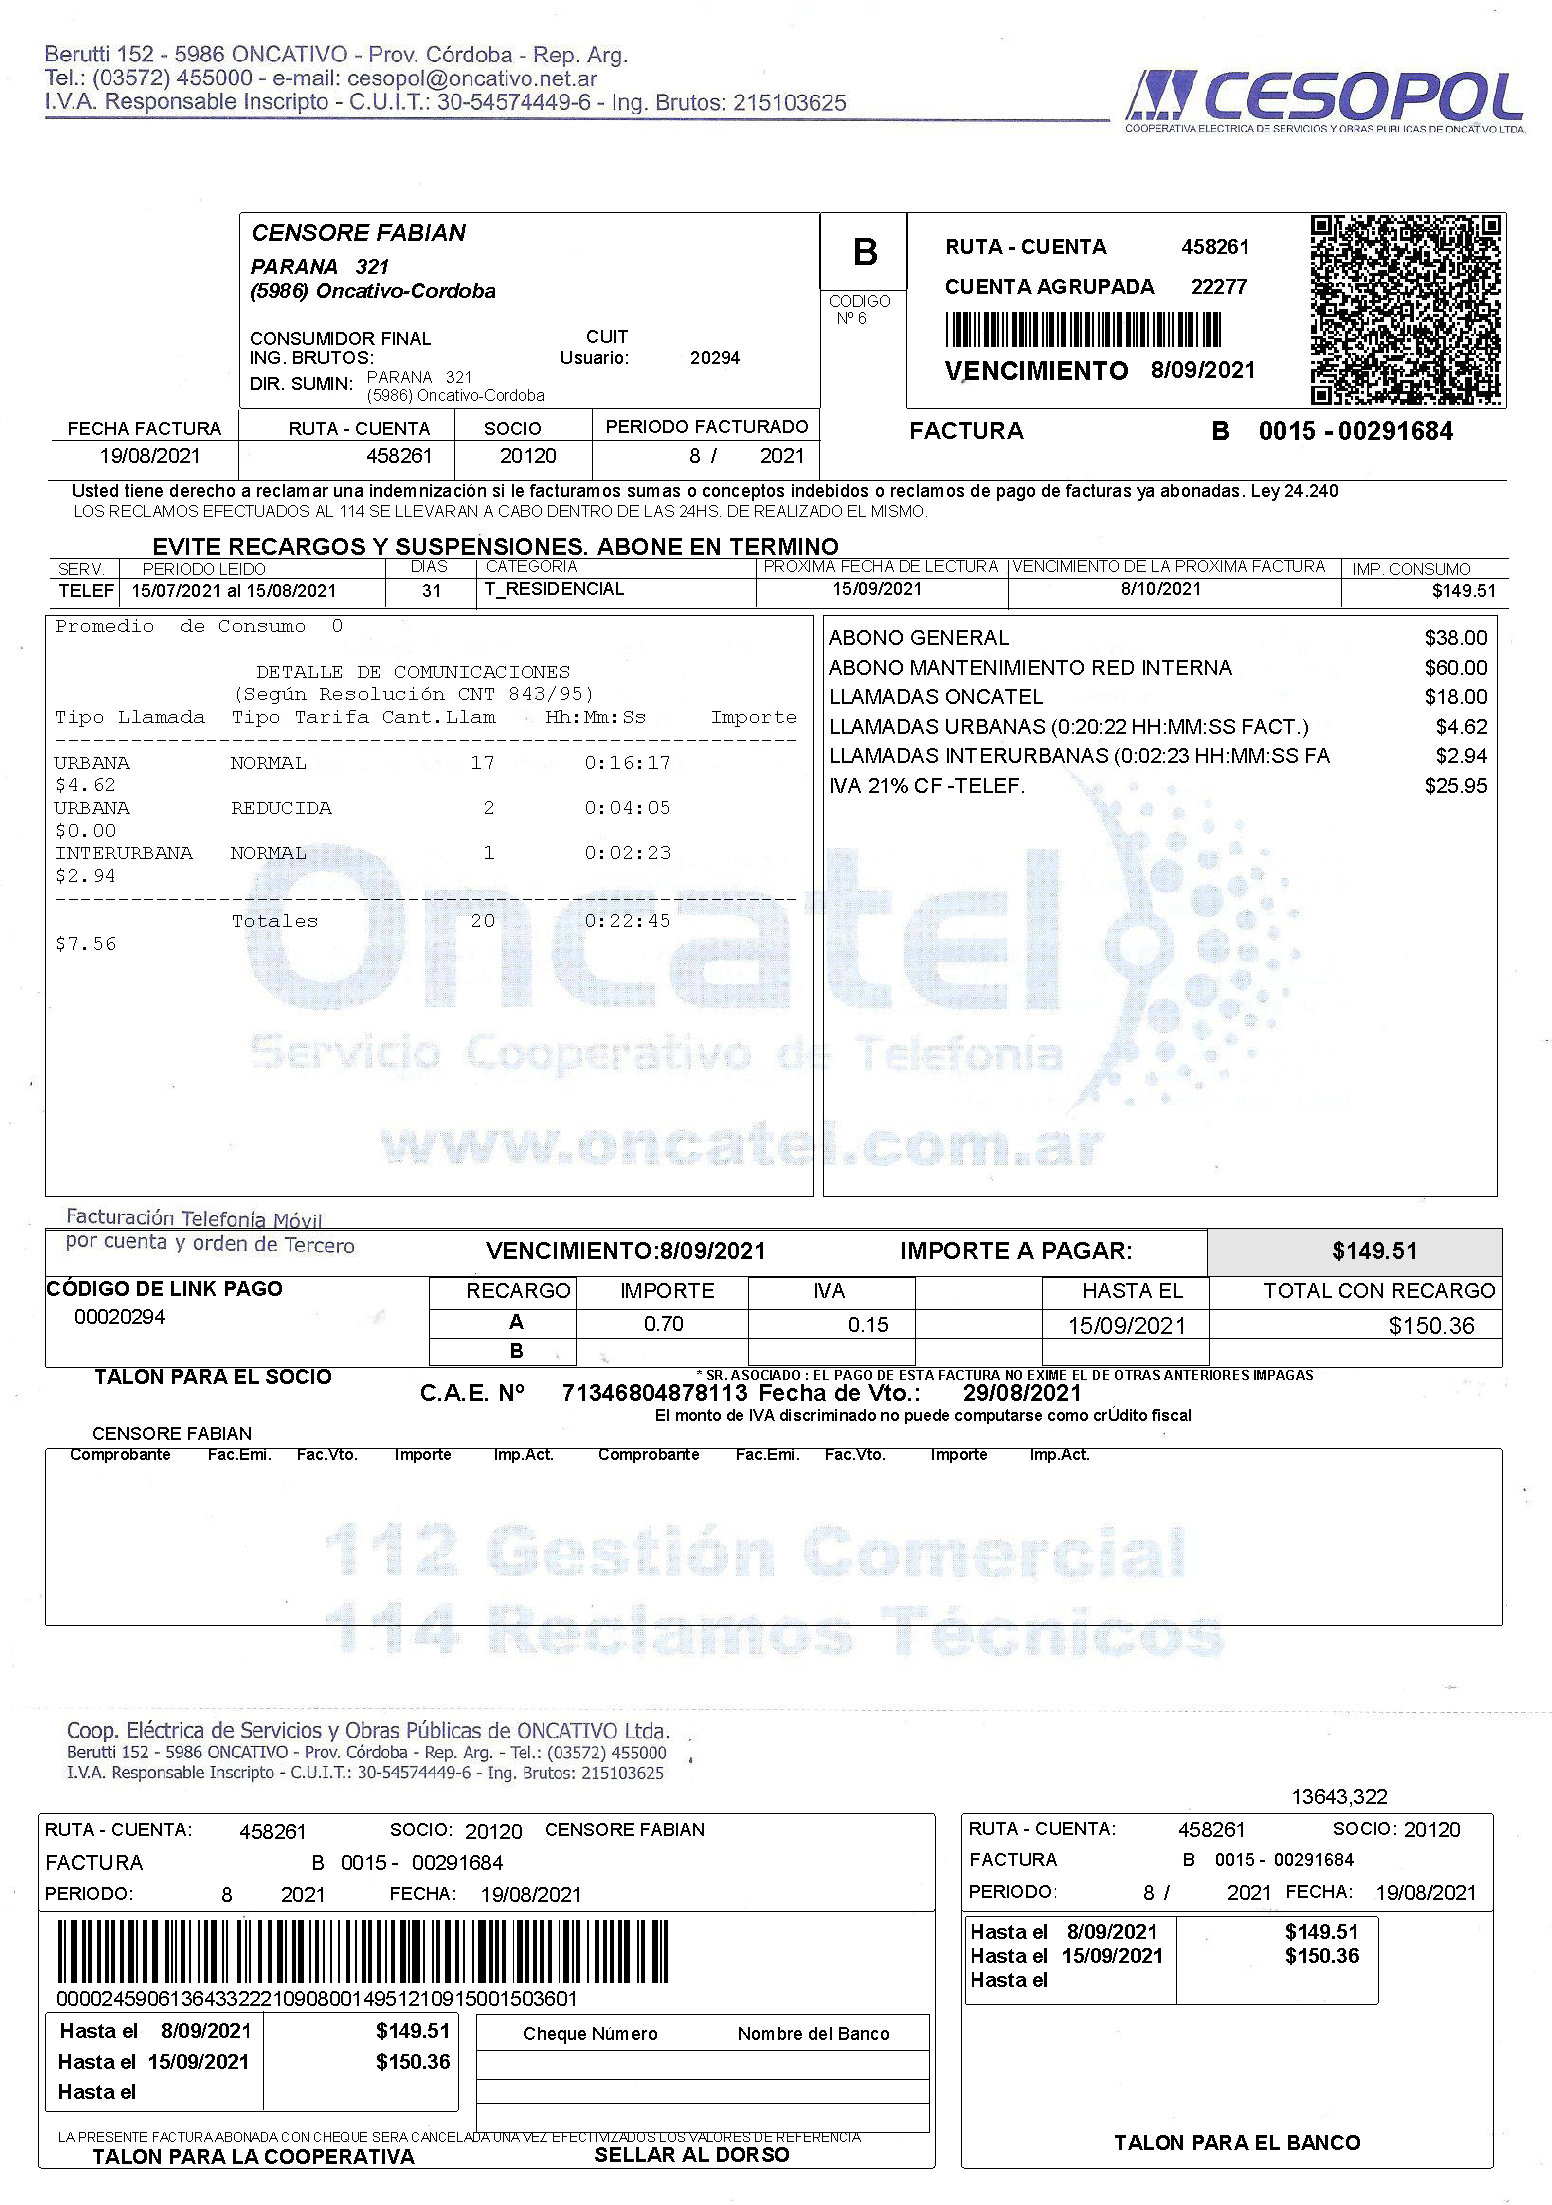 Berutti 152 - 5986 ONCATIVO - Prov. Córdoba - Rep. Arg.
Tel.: (03572) 455000 - e-mail: cesopol@oncativo.net.ar
I.V.A. Responsable Inscripto - C.U.I.T.: 30-54574449-6 - Ing. Brutos: 215103625
CESOPOL
COOPERATIVA ELECTRICA DE SERVICIOS Y OBRAS PUBLICAS DE ONCATIVO LTDA.
CENSORE FABIAN
PARANA 321
(5986) Oncativo-Cordoba
CONSUMIDOR FINAL CUIT
ING. BRUTOS: Usuario: 20294
DIR. SUMIN: PARANA 321
(5986) Oncativo-Cordoba
B
CODIGO
Nº 6
RUTA - CUENTA 458261
CUENTA AGRUPADA 22277
VENCIMIENTO 8/09/2021
FECHA FACTURA RUTA - CUENTA SOCIO PERIODO FACTURADO
19/08/2021 458261 20120 8 / 2021
FACTURA B 0015 - 00291684
Usted tiene derecho a reclamar una indemnización si le facturamos sumas o conceptos indebidos o reclamos de pago de facturas ya abonadas. Ley 24.240
LOS RECLAMOS EFECTUADOS AL 114 SE LLEVARAN A CABO DENTRO DE LAS 24HS. DE REALIZADO EL MISMO.
EVITE RECARGOS Y SUSPENSIONES. ABONE EN TERMINO
SERV. PERIODO LEIDO DIAS CATEGORIA PROXIMA FECHA DE LECTURA VENCIMIENTO DE LA PROXIMA FACTURA IMP. CONSUMO
TELEF 15/07/2021 al 15/08/2021 31 T_RESIDENCIAL 15/09/2021 8/10/2021 $149.51
Promedio de Consumo 0
DETALLE DE COMUNICACIONES
(Según Resolución CNT 843/95)
Tipo Llamada Tipo Tarifa Cant.Llam Hh:Mm:Ss Importe
URBANA NORMAL 17 0:16:17
$4.62
URBANA REDUCIDA 2 0:04:05
$0.00
INTERURBANA NORMAL 1 0:02:23
$2.94
Totales 20 0:22:45
$7.56
ABONO GENERAL $38.00
ABONO MANTENIMIENTO RED INTERNA $60.00
LLAMADAS ONCATEL $18.00
LLAMADAS URBANAS (0:20:22 HH:MM:SS FACT.) $4.62
LLAMADAS INTERURBANAS (0:02:23 HH:MM:SS FA $2.94
IVA 21% CF -TELEF. $25.95
Oncatel
Servicio Cooperativo de Telefonía
www.oncatel.com.ar
Facturación Telefonía Móvil
por cuenta y orden de Tercero
VENCIMIENTO:8/09/2021 IMPORTE A PAGAR: $149.51
CÓDIGO DE LINK PAGO
00020294
RECARGO IMPORTE IVA HASTA EL TOTAL CON RECARGO
A 0.70 0.15 15/09/2021 $150.36
B
TALON PARA EL SOCIO
* SR. ASOCIADO : EL PAGO DE ESTA FACTURA NO EXIME EL DE OTRAS ANTERIORES IMPAGAS
C.A.E. Nº 71346804878113 Fecha de Vto.: 29/08/2021
El monto de IVA discriminado no puede computarse como crÚdito fiscal
CENSORE FABIAN
Comprobante Fac.Emi. Fac.Vto. Importe Imp.Act. Comprobante Fac.Emi. Fac.Vto. Importe Imp.Act.
112 Gestión Comercial
114 Reclamos Técnicos
Coop. Eléctrica de Servicios y Obras Públicas de ONCATIVO Ltda.
Berutti 152 - 5986 ONCATIVO - Prov. Córdoba - Rep. Arg. - Tel.: (03572) 455000
I.V.A. Responsable Inscripto - C.U.I.T.: 30-54574449-6 - Ing. Brutos: 215103625
13643,322
RUTA - CUENTA: 458261 SOCIO: 20120 CENSORE FABIAN
FACTURA B 0015 - 00291684
PERIODO: 8 2021 FECHA: 19/08/2021
00002459061364332221090800149512109150015036​01
Hasta el 8/09/2021 $149.51
Hasta el 15/09/2021 $150.36
Hasta el
Cheque Número Nombre del Banco
LA PRESENTE FACTURA ABONADA CON CHEQUE SERA CANCELADA UNA VEZ EFECTIVIZADOS LOS VALORES DE REFERENCIA
TALON PARA LA COOPERATIVA SELLAR AL DORSO
RUTA - CUENTA: 458261 SOCIO: 20120
FACTURA B 0015 - 00291684
PERIODO: 8 / 2021 FECHA: 19/08/2021
Hasta el 8/09/2021 $149.51
Hasta el 15/09/2021 $150.36
Hasta el
TALON PARA EL BANCO